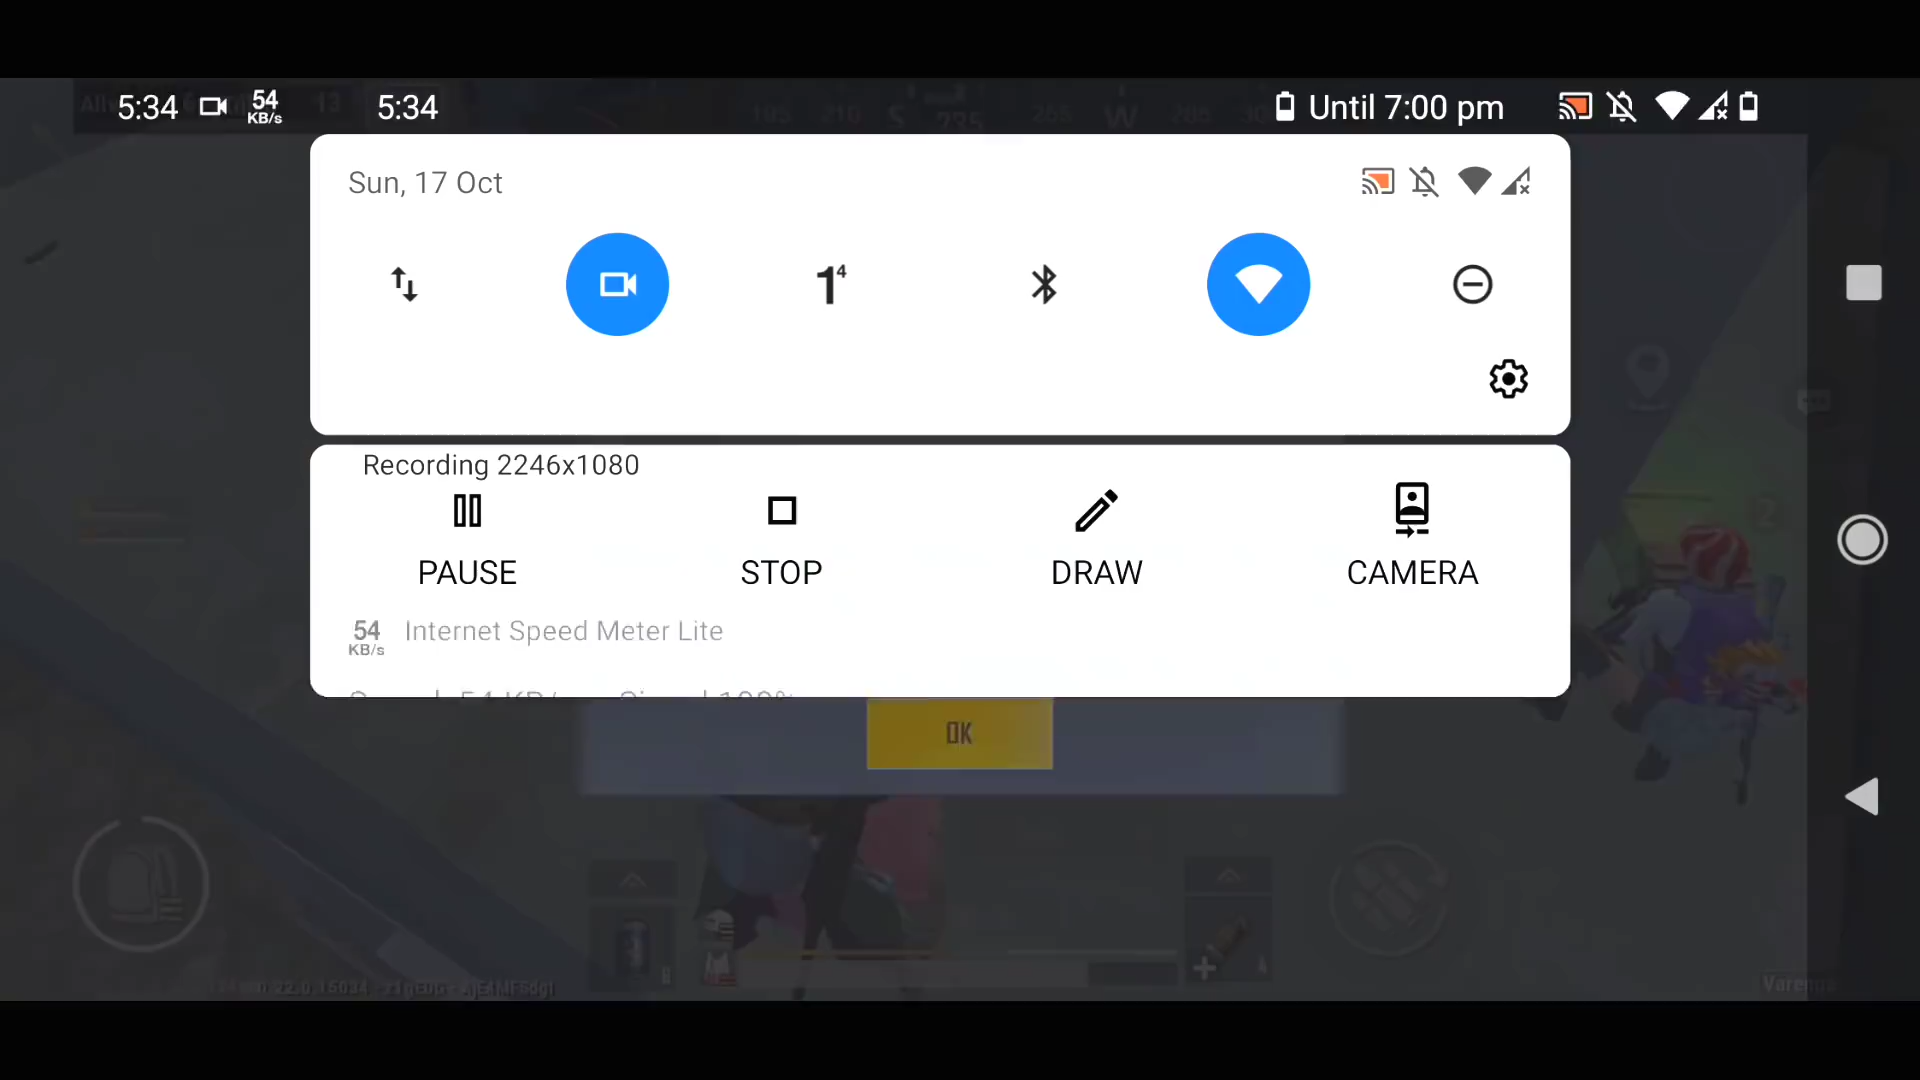 5:34 54 KB/s 5:34 Until 7:00 pm
Sun, 17 Oct
1⁴
Recording 2246x1080
PAUSE STOP DRAW CAMERA
54 KB/s Internet Speed Meter Lite
OK